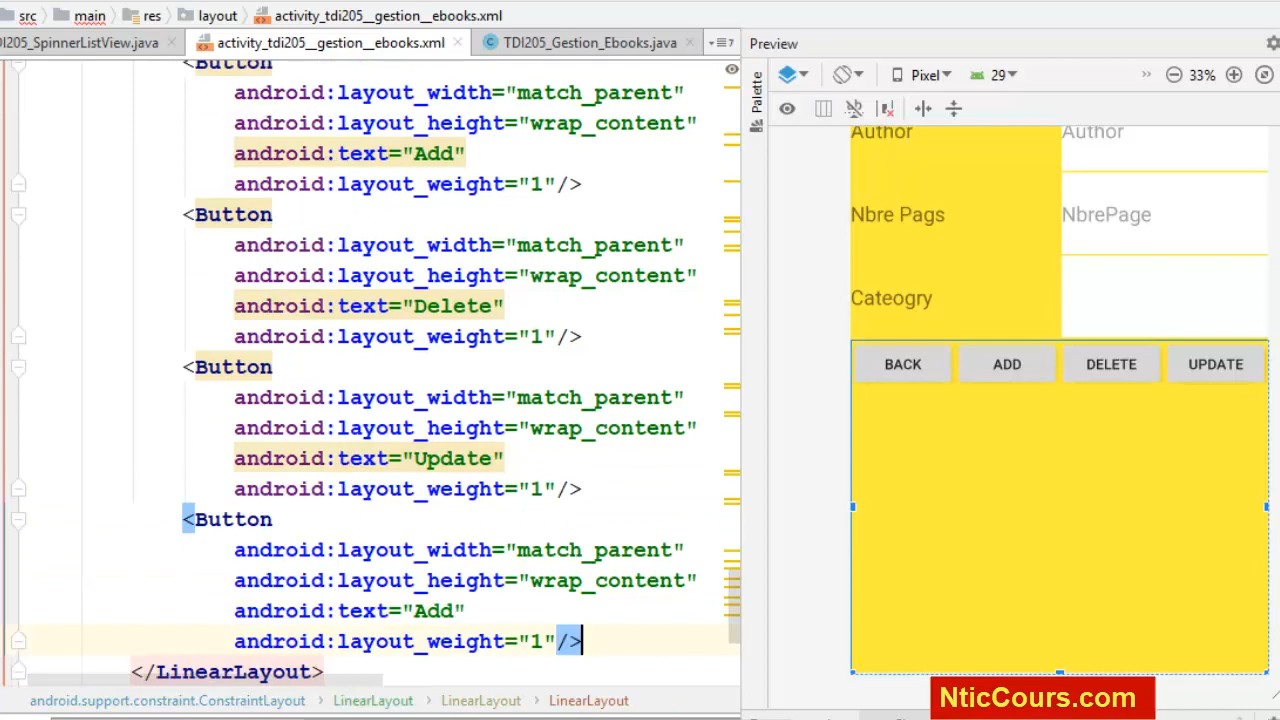 src main res layout activity_tdi205__gestion__ebooks.xml
DI205_SpinnerListView.java activity_tdi205__gestion__ebooks.xml TDI205_Gestion_Ebooks.java 7
Preview
Pixel 29 33%
Palette
<Button
android:layout_width="match_parent"
android:layout_height="wrap_content"
android:text="Add"
android:layout_weight="1"/>
<Button
android:layout_width="match_parent"
android:layout_height="wrap_content"
android:text="Delete"
android:layout_weight="1"/>
<Button
android:layout_width="match_parent"
android:layout_height="wrap_content"
android:text="Update"
android:layout_weight="1"/>
<Button
android:layout_width="match_parent"
android:layout_height="wrap_content"
android:text="Add"
android:layout_weight="1"/>
</LinearLayout>
android.support.constraint.ConstraintLayout LinearLayout LinearLayout LinearLayout
Author Author
Nbre Pags NbrePage
Cateogry
BACK ADD DELETE UPDATE
NticCours.com